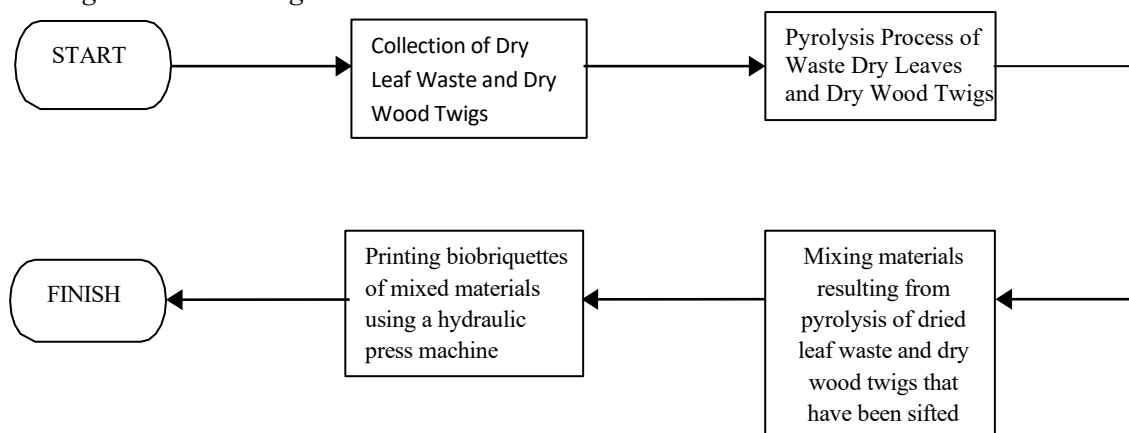 START
Collection of Dry
Leaf Waste and Dry
Wood Twigs
Pyrolysis Process of
Waste Dry Leaves
and Dry Wood Twigs
FINISH
Printing biobriquettes
of mixed materials
using a hydraulic
press machine
Mixing materials
resulting from
pyrolysis of dried
leaf waste and dry
wood twigs that
have been sifted